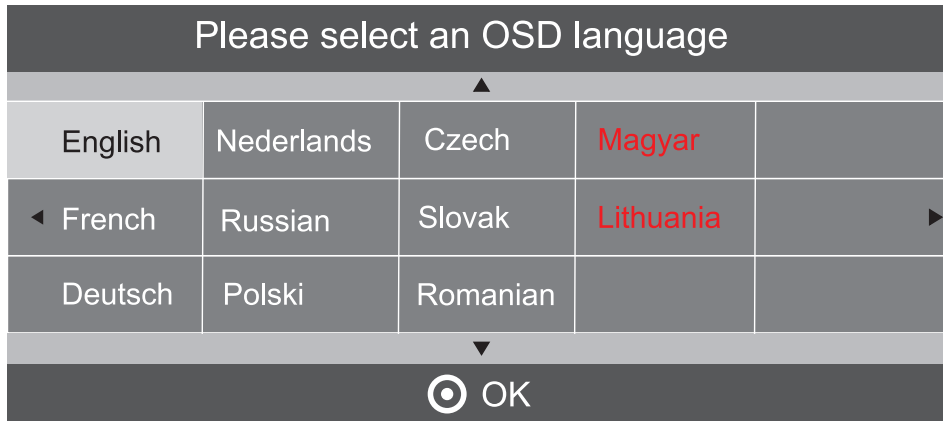 Please select an OSD language
English Nederlands Czech Magyar
French Russian Slovak Lithuania
Deutsch Polski Romanian
OK